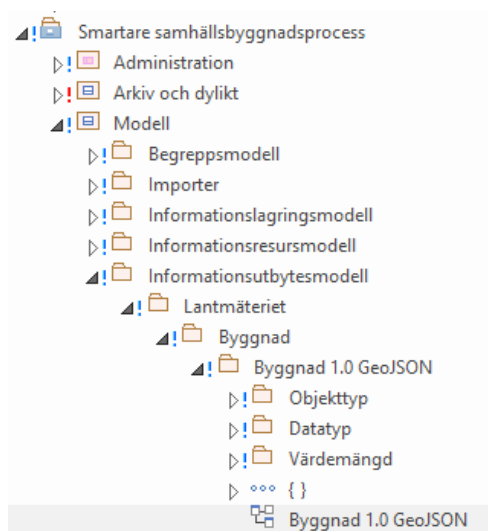 Smartare samhällsbyggnadsprocess
Administration
Arkiv och dylikt
Modell
Begreppsmodell
Importer
Informationslagringsmodell
Informationsresursmodell
Informationsutbytesmodell
Lantmäteriet
Byggnad
Byggnad 1.0 GeoJSON
Objekttyp
Datatyp
Värdemängd
{ }
Byggnad 1.0 GeoJSON